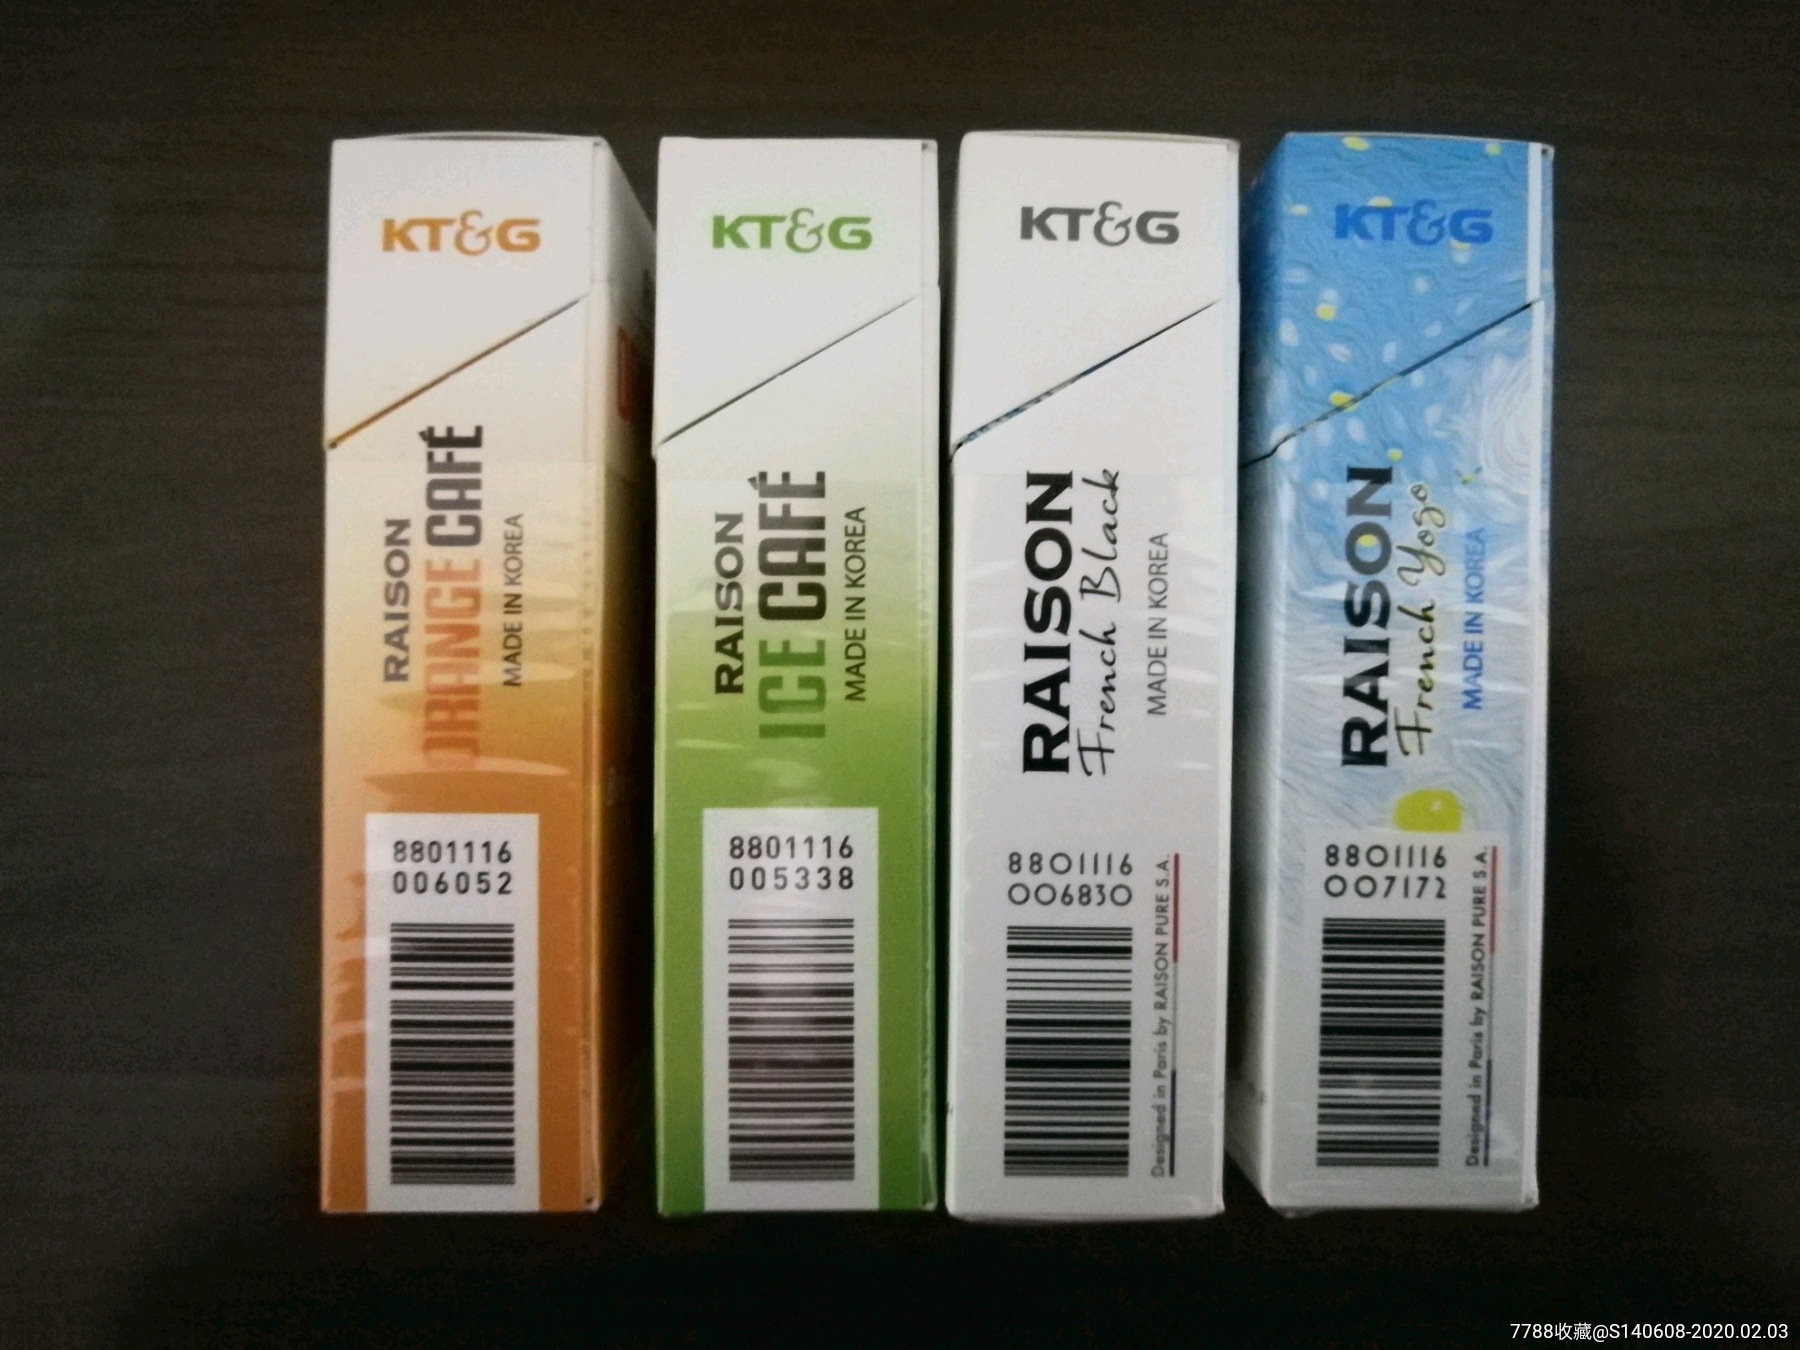 KT&G
RAISON
ORANGE CAFÉ
MADE IN KOREA
8801116
006052
KT&G
RAISON
ICE CAFÉ
MADE IN KOREA
8801116
005338
KT&G
RAISON
French Black
MADE IN KOREA
8801116
006830
Designed in Paris by RAISON PURE S.A.
KT&G
RAISON
French Yogo
MADE IN KOREA
8801116
007172
Designed in Paris by RAISON PURE S.A.
7788收藏@S140608-2020.02.03